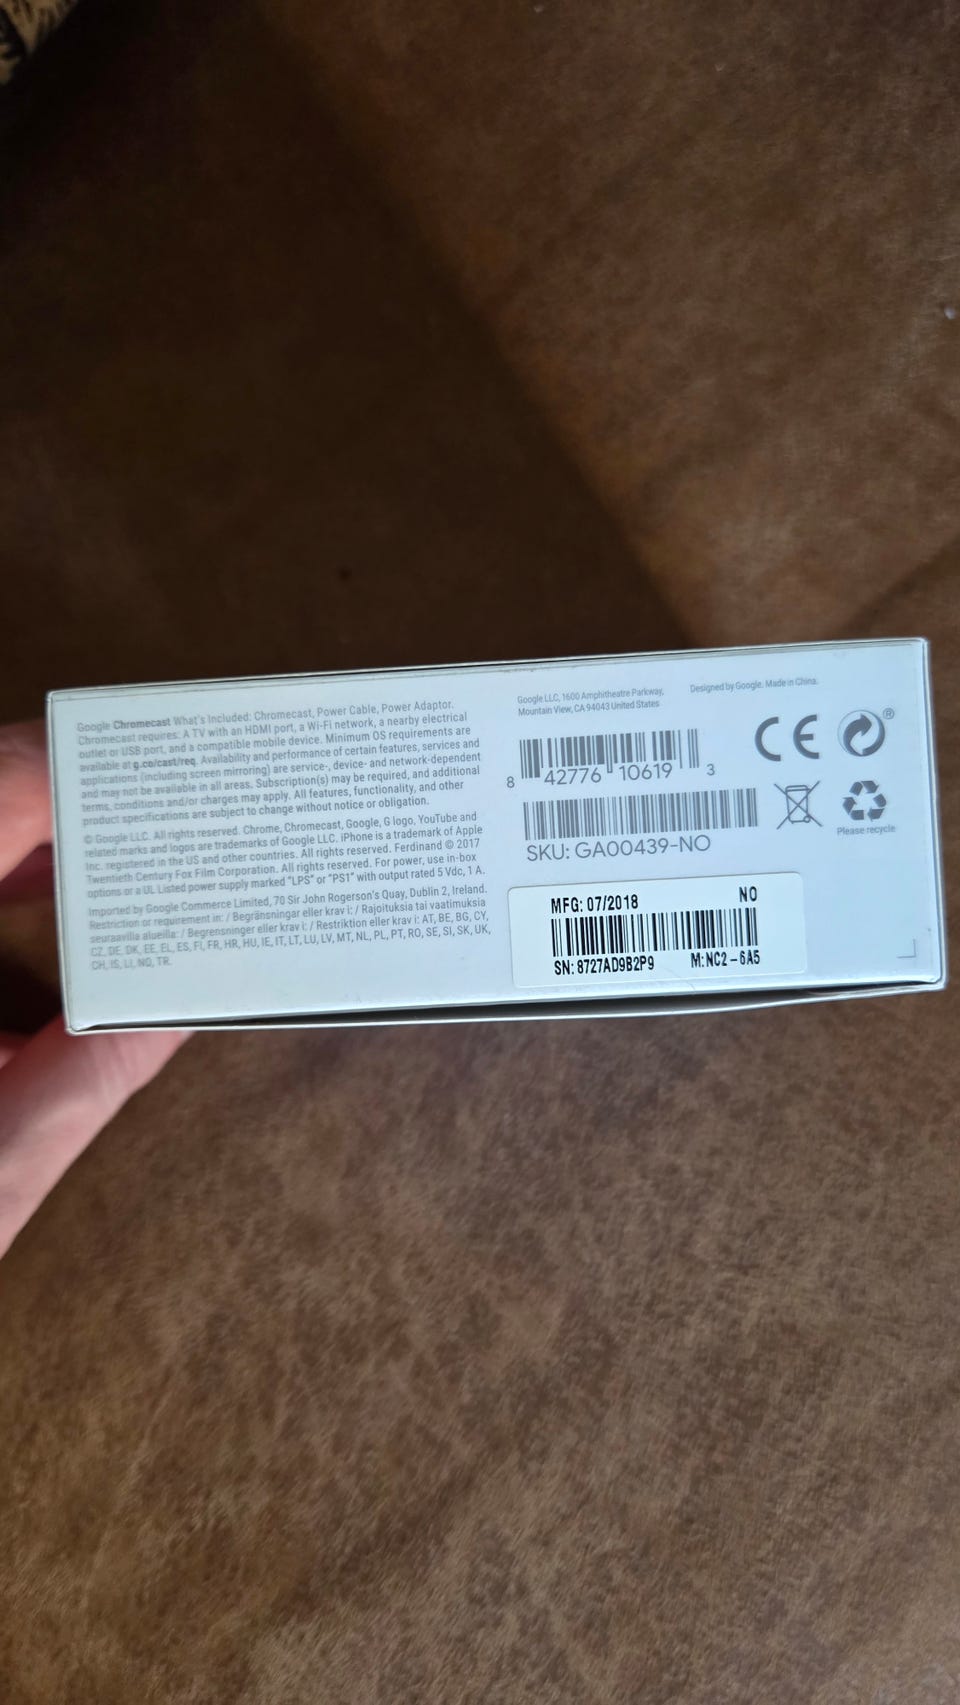 Google Chromecast What's Included: Chromecast, Power Cable, Power Adaptor.
Chromecast requires: A TV with an HDMI port, a Wi-Fi network, a nearby electrical
outlet or USB port, and a compatible mobile device. Minimum OS requirements are
available at g.co/cast/req. Availability and performance of certain features, services and
applications (including screen mirroring) are service-, device- and network-dependent
and may not be available in all areas. Subscription(s) may be required, and additional
terms, conditions and/or charges may apply. All features, functionality, and other
product specifications are subject to change without notice or obligation.
© Google LLC. All rights reserved. Chrome, Chromecast, Google, G logo, YouTube and
related marks and logos are trademarks of Google LLC. iPhone is a trademark of Apple
Inc. registered in the US and other countries. All rights reserved. Ferdinand © 2017
Twentieth Century Fox Film Corporation. All rights reserved. For power, use in-box
options or a UL Listed power supply marked "LPS" or "PS1" with output rated 5 Vdc, 1 A.
Imported by Google Commerce Limited, 70 Sir John Rogerson's Quay, Dublin 2, Ireland.
Restriction or requirement in: / Begränsningar eller krav i: / Rajoituksia tai vaatimuksia
seuraavilla alueilla: / Begrensninger eller krav i: / Restriktion eller krav i: AT, BE, BG, CY,
CZ, DE, DK, EE, EL, ES, FI, FR, HR, HU, IE, IT, LT, LU, LV, MT, NL, PL, PT, RO, SE, SI, SK, UK,
CH, IS, LI, NO, TR.
Google LLC, 1600 Amphitheatre Parkway,
Mountain View, CA 94043 United States
Designed by Google. Made in China.
8 42776 10619 3
SKU: GA00439-NO
CE
®
Please recycle
MFG: 07/2018 NO
SN: 8727AD9B2P9 M:NC2-6A5